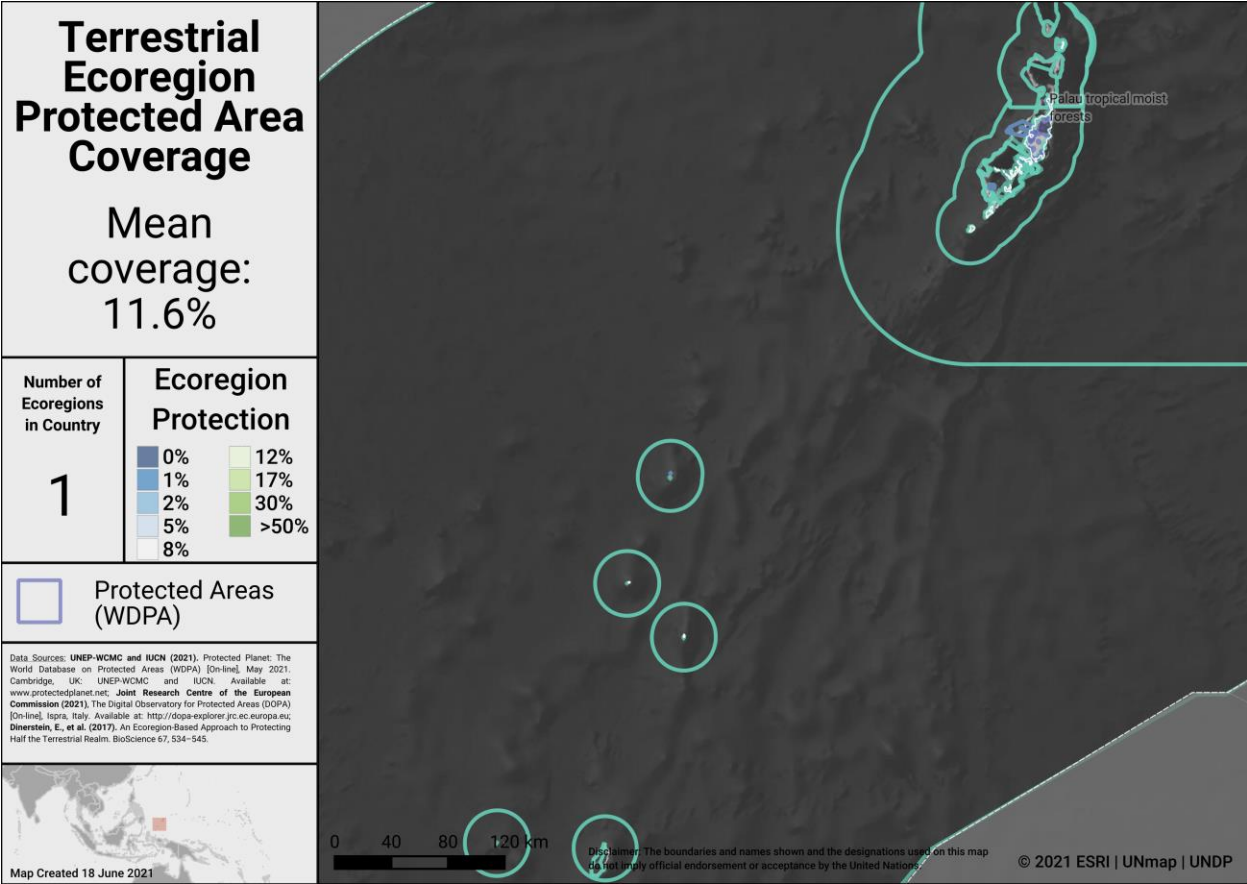 Terrestrial
Ecoregion
Protected Area
Coverage
Mean
coverage:
11.6%
Number of
Ecoregions
in Country
1
Ecoregion
Protection
0%
1%
2%
5%
8%
12%
17%
30%
>50%
Protected Areas
(WDPA)
Data Sources: UNEP-WCMC and IUCN (2021). Protected Planet: The
World Database on Protected Areas (WDPA) [On-line], May 2021.
Cambridge, UK: UNEP-WCMC and IUCN. Available at:
www.protectedplanet.net; Joint Research Centre of the European
Commission (2021), The Digital Observatory for Protected Areas (DOPA)
[On-line], Ispra, Italy. Available at: http://dopa-explorer.jrc.ec.europa.eu;
Dinerstein, E., et al. (2017). An Ecoregion-Based Approach to Protecting
Half the Terrestrial Realm. BioScience 67, 534–545.
Map Created 18 June 2021
Palau tropical moist
forests
0 40 80 120 km
Disclaimer: The boundaries and names shown and the designations used on this map
do not imply official endorsement or acceptance by the United Nations.
© 2021 ESRI | UNmap | UNDP